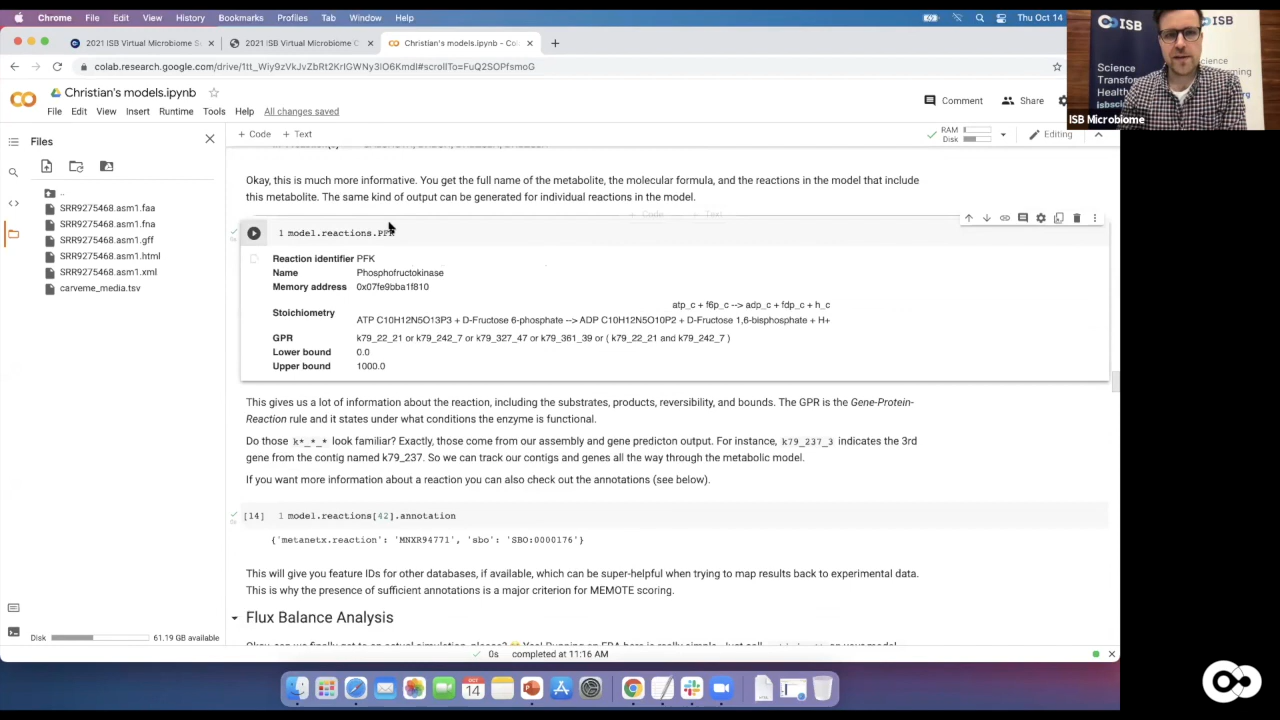 Chrome File Edit View History Bookmarks Profiles Tab Window Help Thu Oct 14
2021 ISB Virtual Microbiome S 2021 ISB Virtual Microbiome C Christian's models.ipynb - Col
colab.research.google.com/drive/
Christian's models.ipynb
Comment Share
File Edit View Insert Runtime Tools Help All changes saved
ISB ISB
Science
Transfor
Health
ISB Microbiome
Files
+ Code + Text
RAM
Disk
Editing
..
SRR9275468.asm1.faa
SRR9275468.asm1.fna
SRR9275468.asm1.gff
SRR9275468.asm1.html
SRR9275468.asm1.xml
carveme_media.tsv
Okay, this is much more informative. You get the full name of the metabolite, the molecular formula, and the reactions in the model that include
this metabolite. The same kind of output can be generated for individual reactions in the model.
+ Code + Text
1 model.reactions.PFK
Reaction identifier PFK
Name Phosphofructokinase
Memory address 0x07fe9bba1f810
Stoichiometry
atp_c + f6p_c --> adp_c + fdp_c + h_c
ATP C10H12N5O13P3 + D-Fructose 6-phosphate --> ADP C10H12N5O10P2 + D-Fructose 1,6-bisphosphate + H+
GPR k79_22_21 or k79_242_7 or k79_327_47 or k79_361_39 or ( k79_22_21 and k79_242_7 )
Lower bound 0.0
Upper bound 1000.0
This gives us a lot of information about the reaction, including the substrates, products, reversibility, and bounds. The GPR is the Gene-Protein-
Reaction rule and it states under what conditions the enzyme is functional.
Do those k*_*_* look familiar? Exactly, those come from our assembly and gene predicton output. For instance, k79_237_3 indicates the 3rd
gene from the contig named k79_237. So we can track our contigs and genes all the way through the metabolic model.
If you want more information about a reaction you can also check out the annotations (see below).
[14] 1 model.reactions[42].annotation
{'metanetx.reaction': 'MNXR94771', 'sbo': 'SBO:0000176'}
This will give you feature IDs for other databases, if available, which can be super-helpful when trying to map results back to experimental data.
This is why the presence of sufficient annotations is a major criterion for MEMOTE scoring.
Flux Balance Analysis
Disk 61.19 GB available
0s completed at 11:16 AM
OCT
14